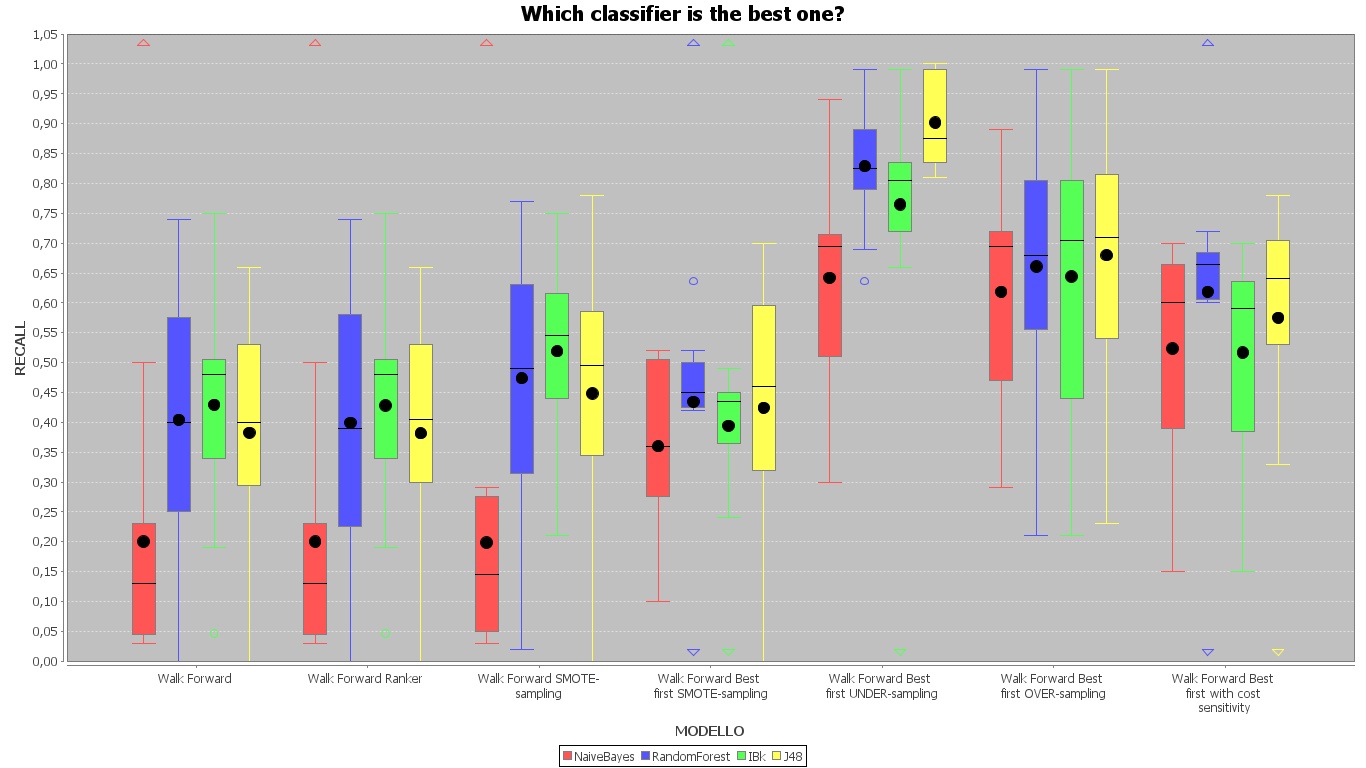 Which classifier is the best one?
RECALL
1,05
1,00
0,95
0,90
0,85
0,80
0,75
0,70
0,65
0,60
0,55
0,50
0,45
0,40
0,35
0,30
0,25
0,20
0,15
0,10
0,05
0,00
Walk Forward
Walk Forward Ranker
Walk Forward SMOTE-
sampling
Walk Forward Best
first SMOTE-sampling
Walk Forward Best
first UNDER-sampling
Walk Forward Best
first OVER-sampling
Walk Forward Best
first with cost
sensitivity
MODELLO
NaiveBayes RandomForest IBk J48